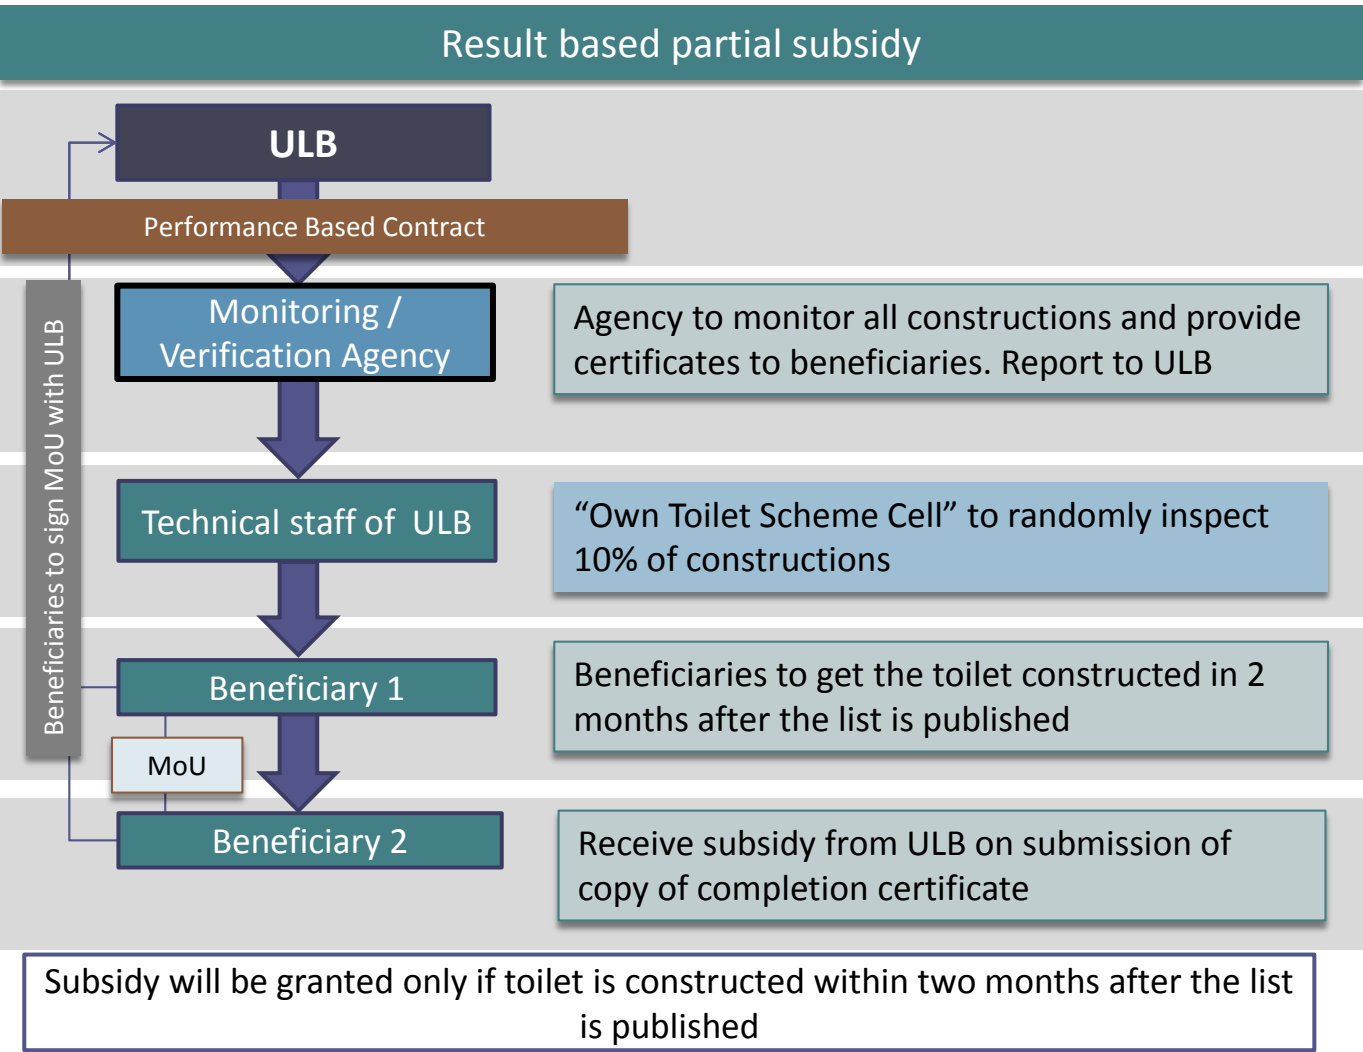 Result based partial subsidy
ULB
Performance Based Contract
Beneficiaries to sign MoU with ULB
Monitoring /
Verification Agency
Agency to monitor all constructions and provide
certificates to beneficiaries. Report to ULB
Technical staff of ULB
“Own Toilet Scheme Cell” to randomly inspect
10% of constructions
Beneficiary 1
Beneficiaries to get the toilet constructed in 2
months after the list is published
MoU
Beneficiary 2
Receive subsidy from ULB on submission of
copy of completion certificate
Subsidy will be granted only if toilet is constructed within two months after the list
is published